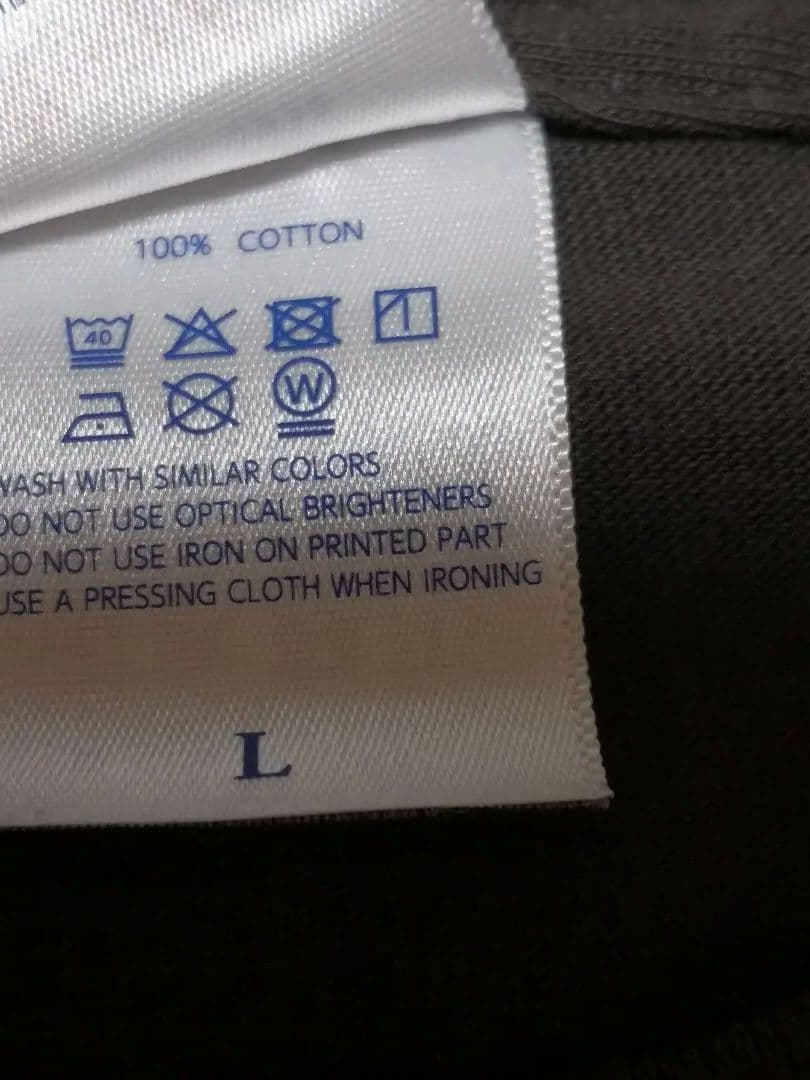 100% COTTON
40
W
WASH WITH SIMILAR COLORS
DO NOT USE OPTICAL BRIGHTENERS
DO NOT USE IRON ON PRINTED PART
USE A PRESSING CLOTH WHEN IRONING
L